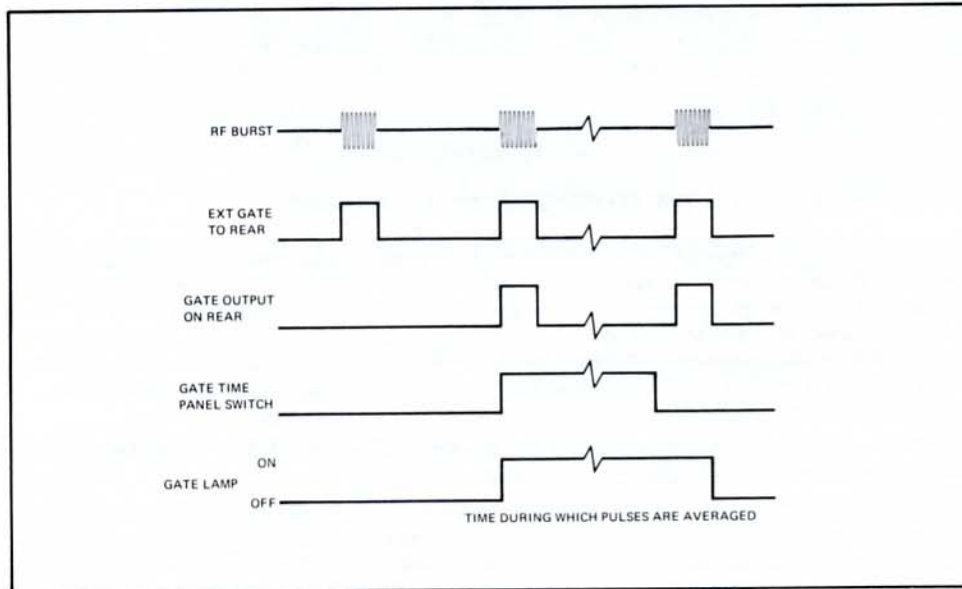 RF BURST
EXT GATE
TO REAR
GATE OUTPUT
ON REAR
GATE TIME
PANEL SWITCH
ON
GATE LAMP
OFF
TIME DURING WHICH PULSES ARE AVERAGED